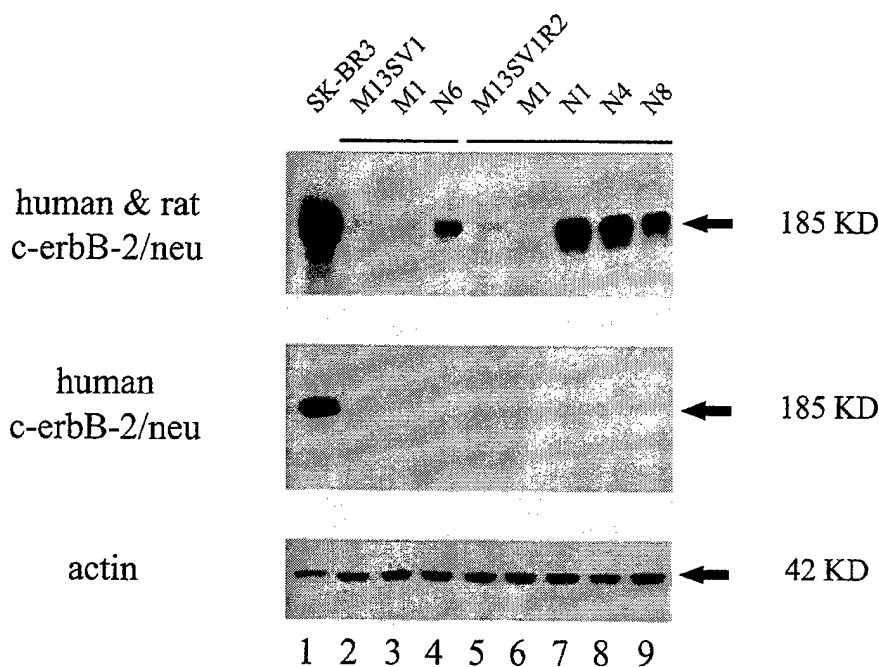 SK-BR3 M13SV1 M1 N6 M13SV1R2 M1 N1 N4 N8
human & rat
c-erbB-2/neu
185 KD
human
c-erbB-2/neu
185 KD
actin
42 KD
1 2 3 4 5 6 7 8 9